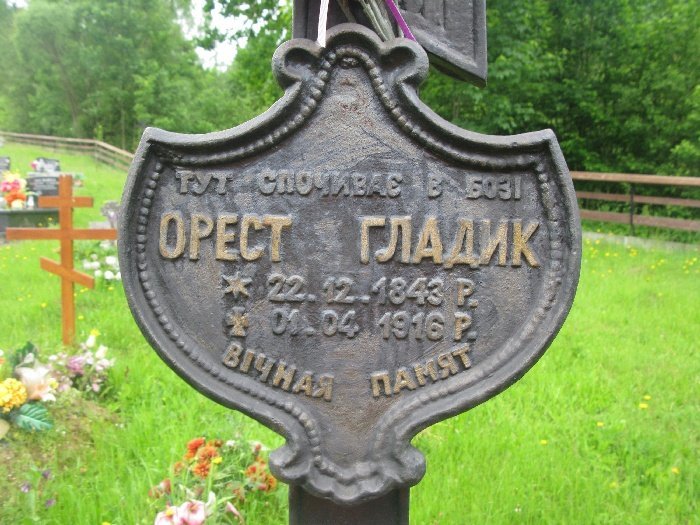 ТУТ СПОЧИВАЄ В БОЗІ
ОРЕСТ ГЛАДИК
* 22.12.1843 Р.
✠ 01.04 1916 Р.
ВІЧНАЯ ПАМЯТ